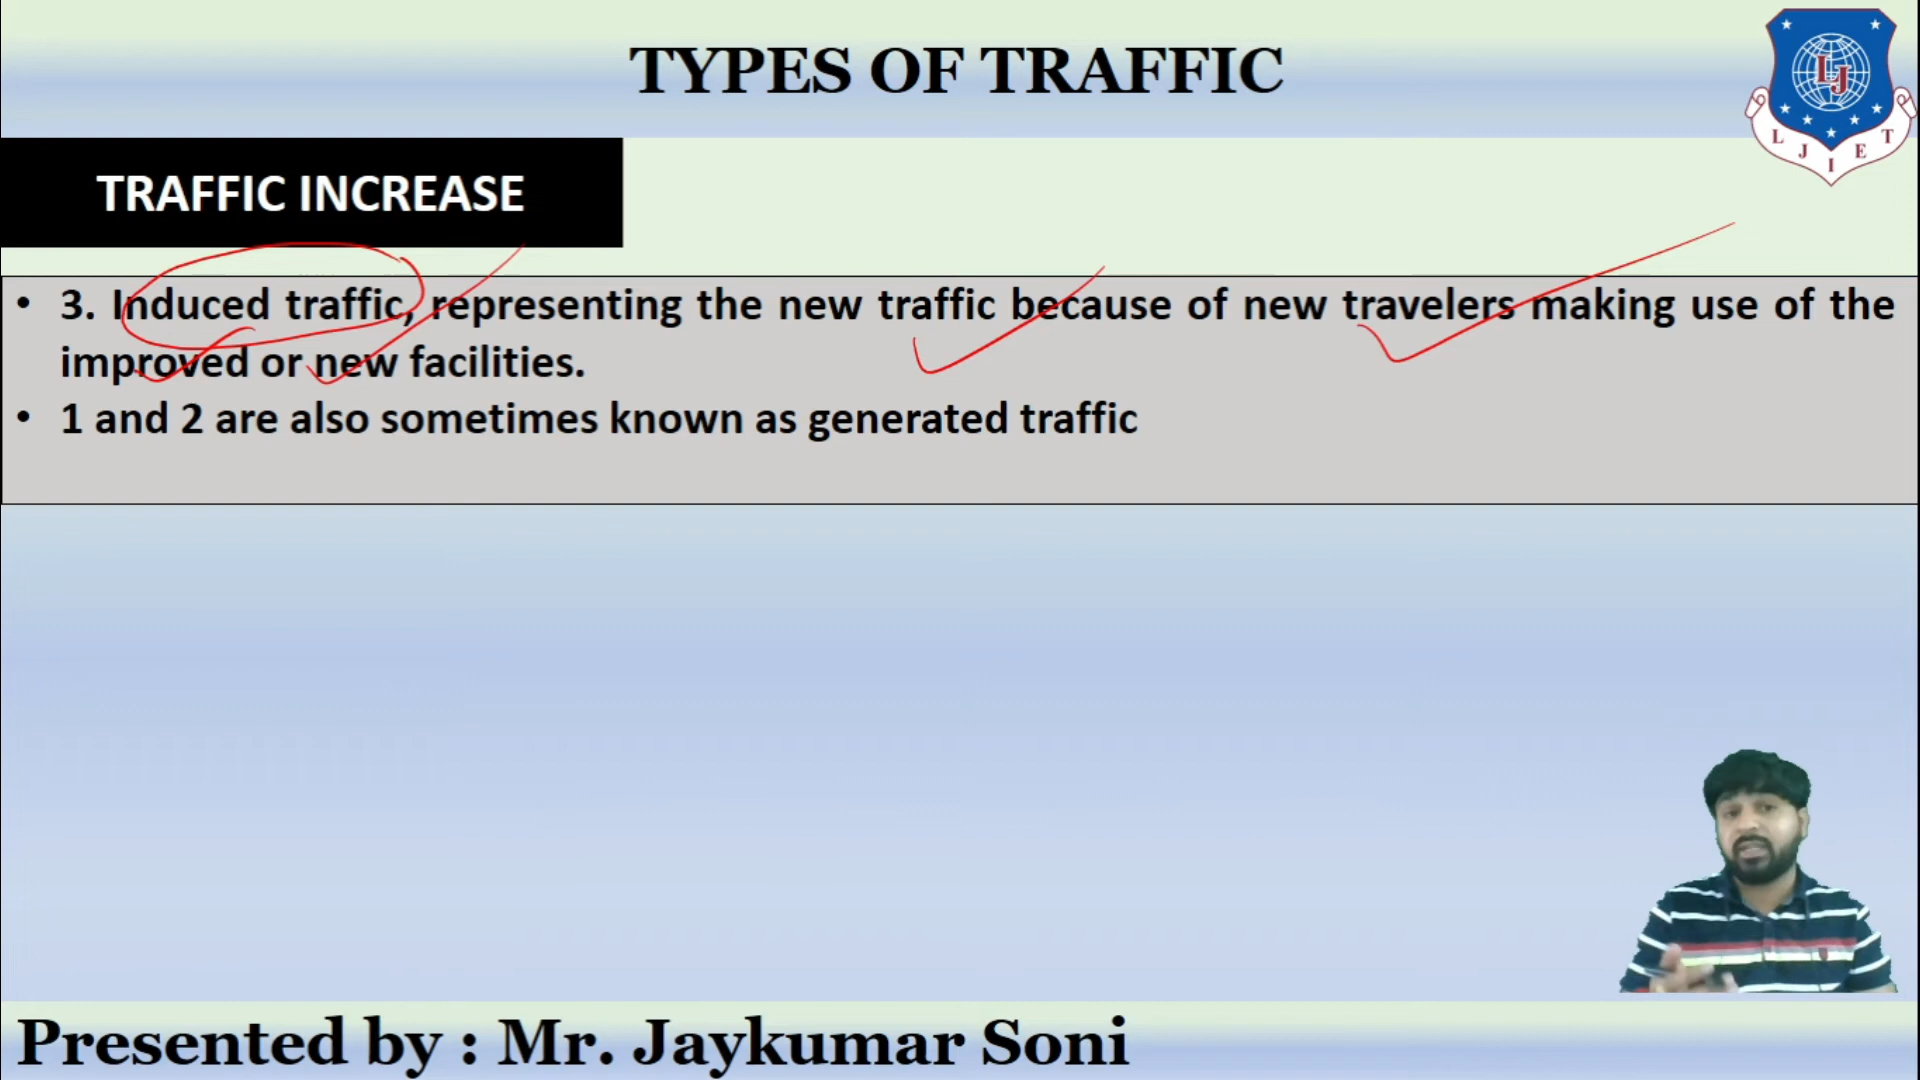 TYPES OF TRAFFIC
LJ
L J I E T
TRAFFIC INCREASE
• 3. Induced traffic, representing the new traffic because of new travelers making use of the
improved or new facilities.
• 1 and 2 are also sometimes known as generated traffic
Presented by : Mr. Jaykumar Soni